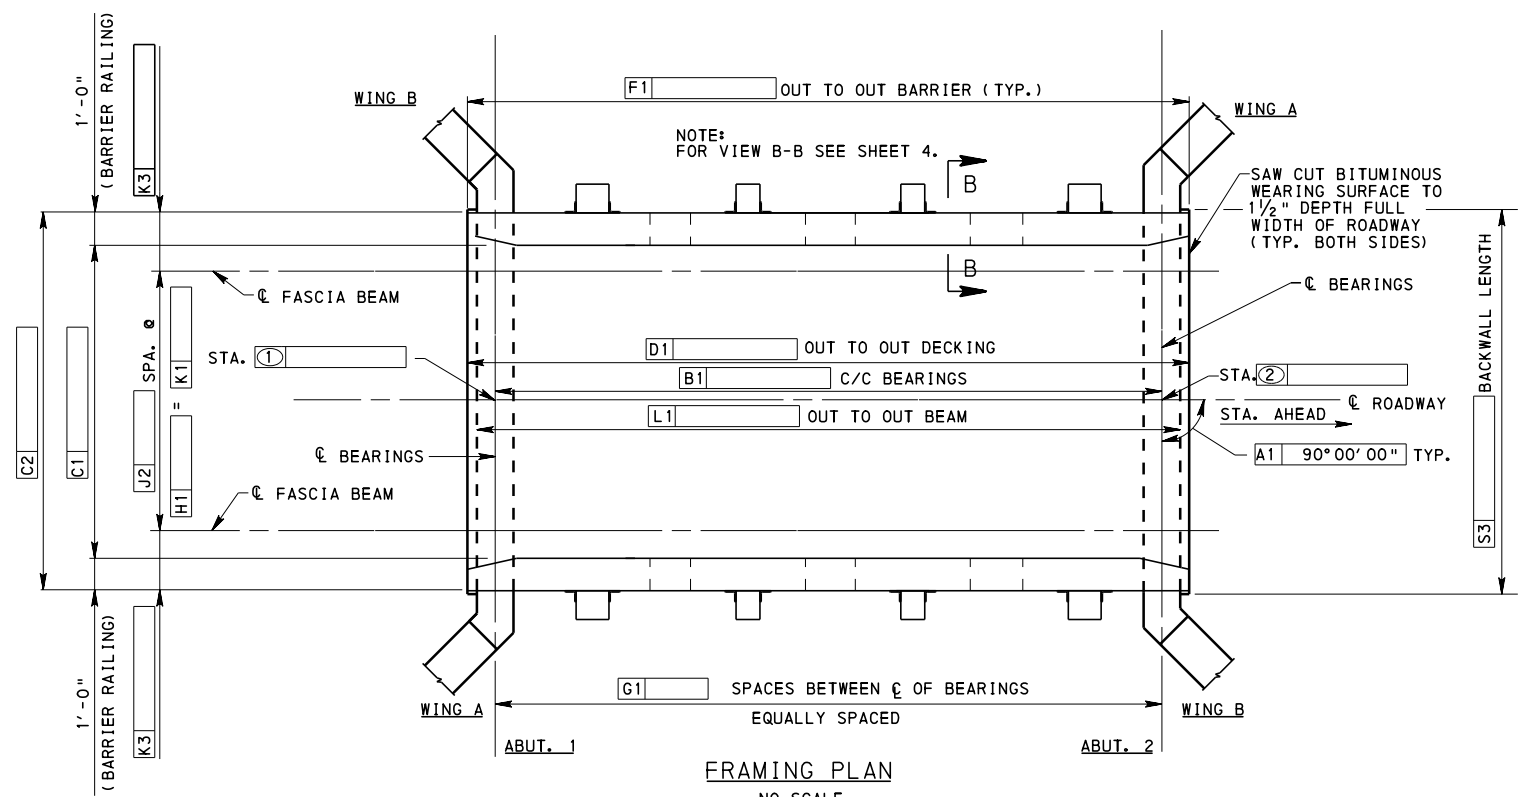 1'-0"
(BARRIER RAILING)
K3
WING B
F1 OUT TO OUT BARRIER (TYP.)
WING A
NOTE:
FOR VIEW B-B SEE SHEET 4.
B
SAW CUT BITUMINOUS
WEARING SURFACE TO
1 1/2" DEPTH FULL
WIDTH OF ROADWAY
(TYP. BOTH SIDES)
B
℄ FASCIA BEAM
℄ BEARINGS
C2
C1
J2 SPA. @
H1 " K1
STA. 1
D1 OUT TO OUT DECKING
B1 C/C BEARINGS
STA. 2
L1 OUT TO OUT BEAM
℄ ROADWAY
STA. AHEAD
℄ BEARINGS
A1 90°00'00" TYP.
℄ FASCIA BEAM
S3 BACKWALL LENGTH
1'-0"
(BARRIER RAILING)
K3
WING A
G1 SPACES BETWEEN ℄ OF BEARINGS
EQUALLY SPACED
WING B
ABUT. 1
ABUT. 2
FRAMING PLAN
NO SCALE